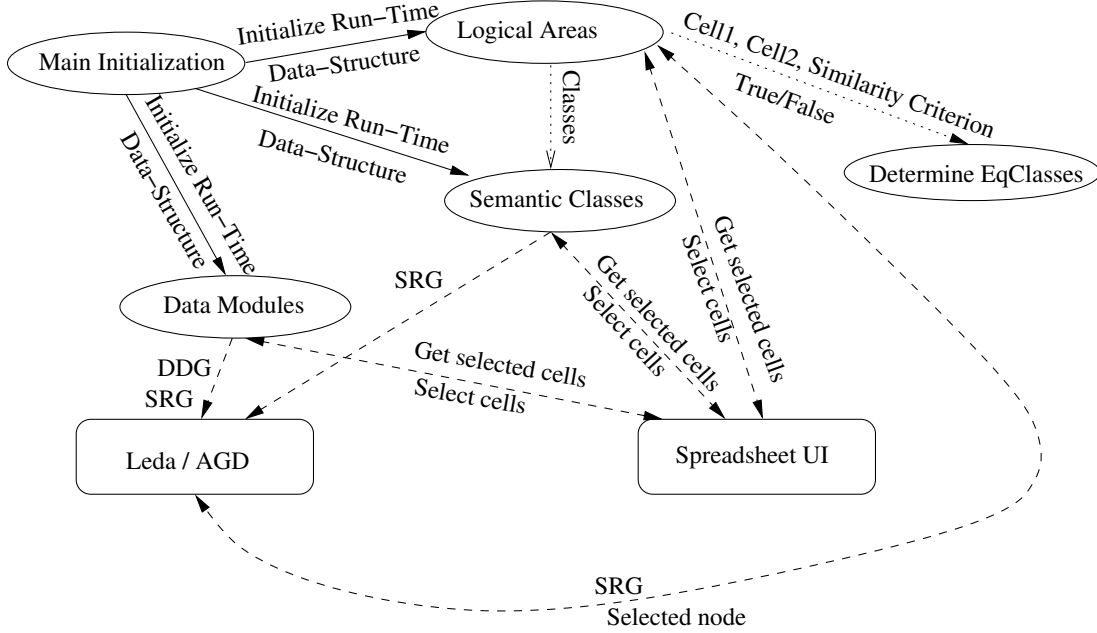 Initialize Run−Time
Logical Areas
Main Initialization
Data−Structure
Cell1, Cell2, Similarity Criterion
True/False
Classes
Initialize Run−Time
Data−Structure
Initialize Run−Time
Data−Structure
Determine EqClasses
Semantic Classes
SRG
Get selected cells
Select cells
Get selected cells
Select cells
Data Modules
DDG
SRG
Get selected cells
Select cells
Leda / AGD
Spreadsheet UI
SRG
Selected node